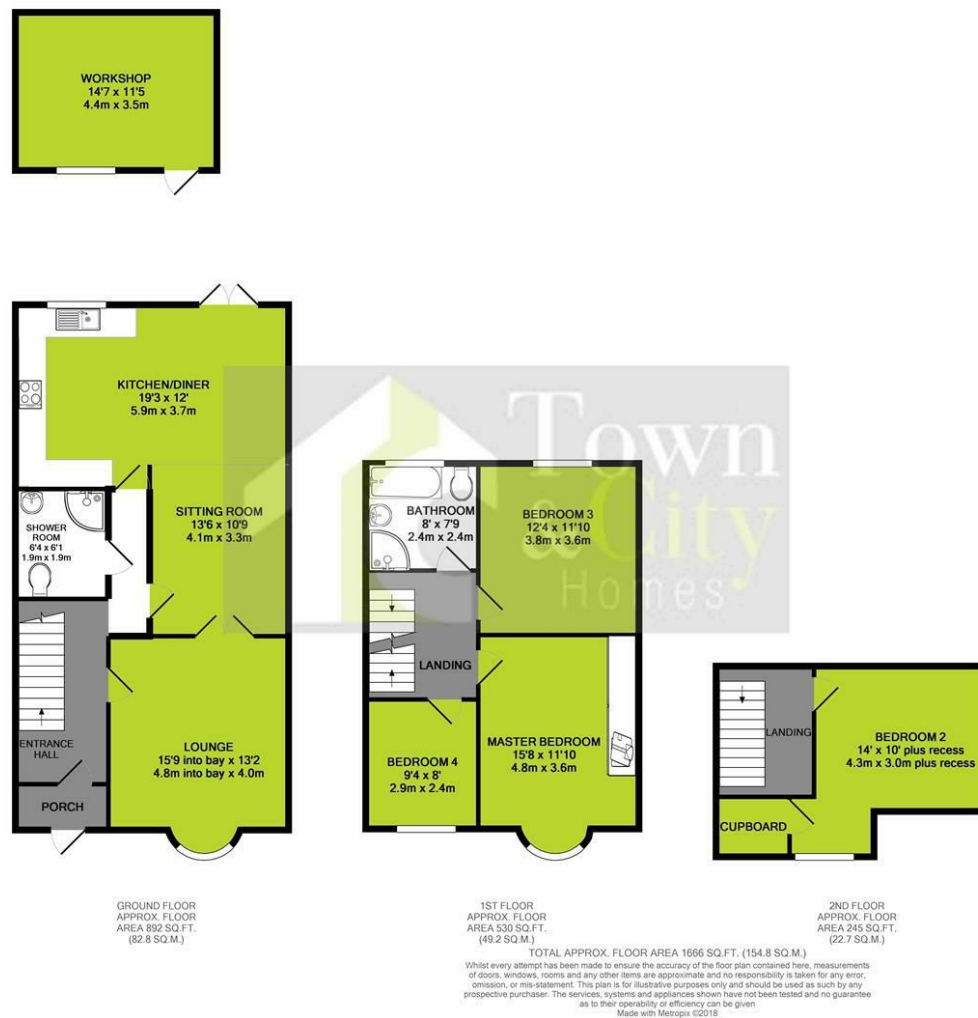 WORKSHOP
14'7 x 11'5
4.4m x 3.5m
KITCHEN/DINER
19'3 x 12'
5.9m x 3.7m
SHOWER
ROOM
6'4 x 6'1
1.9m x 1.9m
SITTING ROOM
13'6 x 10'9
4.1m x 3.3m
ENTRANCE
HALL
LOUNGE
15'9 into bay x 13'2
4.8m into bay x 4.0m
PORCH
Town
& City
Homes
BATHROOM
8' x 7'9
2.4m x 2.4m
BEDROOM 3
12'4 x 11'10
3.8m x 3.6m
LANDING
BEDROOM 4
9'4 x 8'
2.9m x 2.4m
MASTER BEDROOM
15'8 x 11'10
4.8m x 3.6m
LANDING
BEDROOM 2
14' x 10' plus recess
4.3m x 3.0m plus recess
CUPBOARD
GROUND FLOOR
APPROX. FLOOR
AREA 892 SQ.FT.
(82.8 SQ.M.)
1ST FLOOR
APPROX. FLOOR
AREA 530 SQ.FT.
(49.2 SQ.M.)
2ND FLOOR
APPROX. FLOOR
AREA 245 SQ.FT.
(22.7 SQ.M.)
TOTAL APPROX. FLOOR AREA 1666 SQ.FT. (154.8 SQ.M.)
Whilst every attempt has been made to ensure the accuracy of the floor plan contained here, measurements
of doors, windows, rooms and any other items are approximate and no responsibility is taken for any error,
omission, or mis-statement. This plan is for illustrative purposes only and should be used as such by any
prospective purchaser. The services, systems and appliances shown have not been tested and no guarantee
as to their operability or efficiency can be given
Made with Metropix ©2018